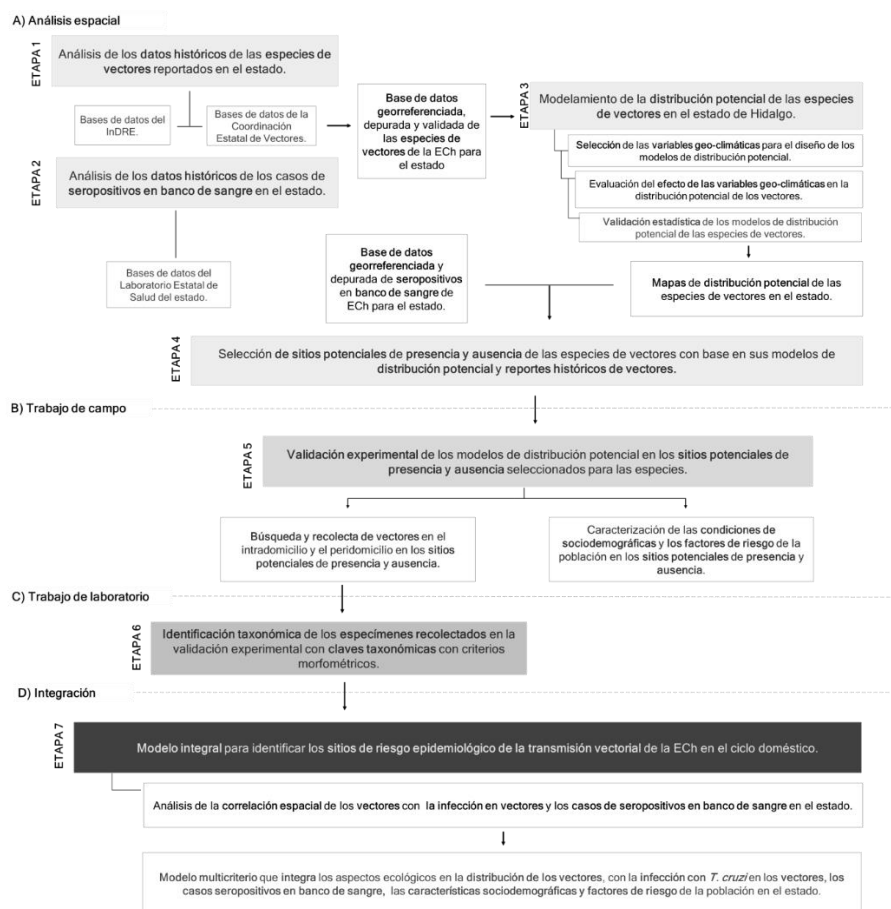 A) Análisis espacial
ETAPA 1
Análisis de los datos históricos de las especies de
vectores reportados en el estado.
Bases de datos del
InDRE.
Bases de datos de la
Coordinación
Estatal de Vectores.
Base de datos
georreferenciada,
depurada y validada
de las especies de
vectores de la ECh para
el estado
ETAPA 2
Análisis de los datos históricos de los casos de
seropositivos en banco de sangre en el estado.
Bases de datos del
Laboratorio Estatal de
Salud del estado.
Base de datos
georreferenciada y
depurada de seropositivos
en banco de sangre de
ECh para el estado.
ETAPA 3
Modelamiento de la distribución potencial de las especies
de vectores en el estado de Hidalgo.
Selección de las variables geo-climáticas para el diseño de los
modelos de distribución potencial.
Evaluación del efecto de las variables geo-climáticas en la
distribución potencial de los vectores.
Validación estadística de los modelos de distribución
potencial de las especies de vectores.
Mapas de distribución potencial de las
especies de vectores en el estado.
ETAPA 4
Selección de sitios potenciales de presencia y ausencia de las especies de vectores con base en sus modelos de
distribución potencial y reportes históricos de vectores.
B) Trabajo de campo
ETAPA 5
Validación experimental de los modelos de distribución potencial en los sitios potenciales de
presencia y ausencia seleccionados para las especies.
Búsqueda y recolecta de vectores en el
intradomicilio y el peridomicilio en los sitios
potenciales de presencia y ausencia.
Caracterización de las condiciones de
sociodemográficas y los factores de riesgo de la
población en los sitios potenciales de presencia y
ausencia.
C) Trabajo de laboratorio
ETAPA 6
Identificación taxonómica de los especímenes recolectados en la
validación experimental con claves taxonómicas con criterios
morfométricos.
D) Integración
ETAPA 7
Modelo integral para identificar los sitios de riesgo epidemiológico de la transmisión vectorial de la ECh en el ciclo doméstico.
Análisis de la correlación espacial de los vectores con la infección en vectores y los casos de seropositivos en banco de sangre en el estado.
Modelo multicriterio que integra los aspectos ecológicos en la distribución de los vectores, con la infección con T. cruzi en los vectores, los
casos seropositivos en banco de sangre, las características sociodemográficas y factores de riesgo de la población en el estado.